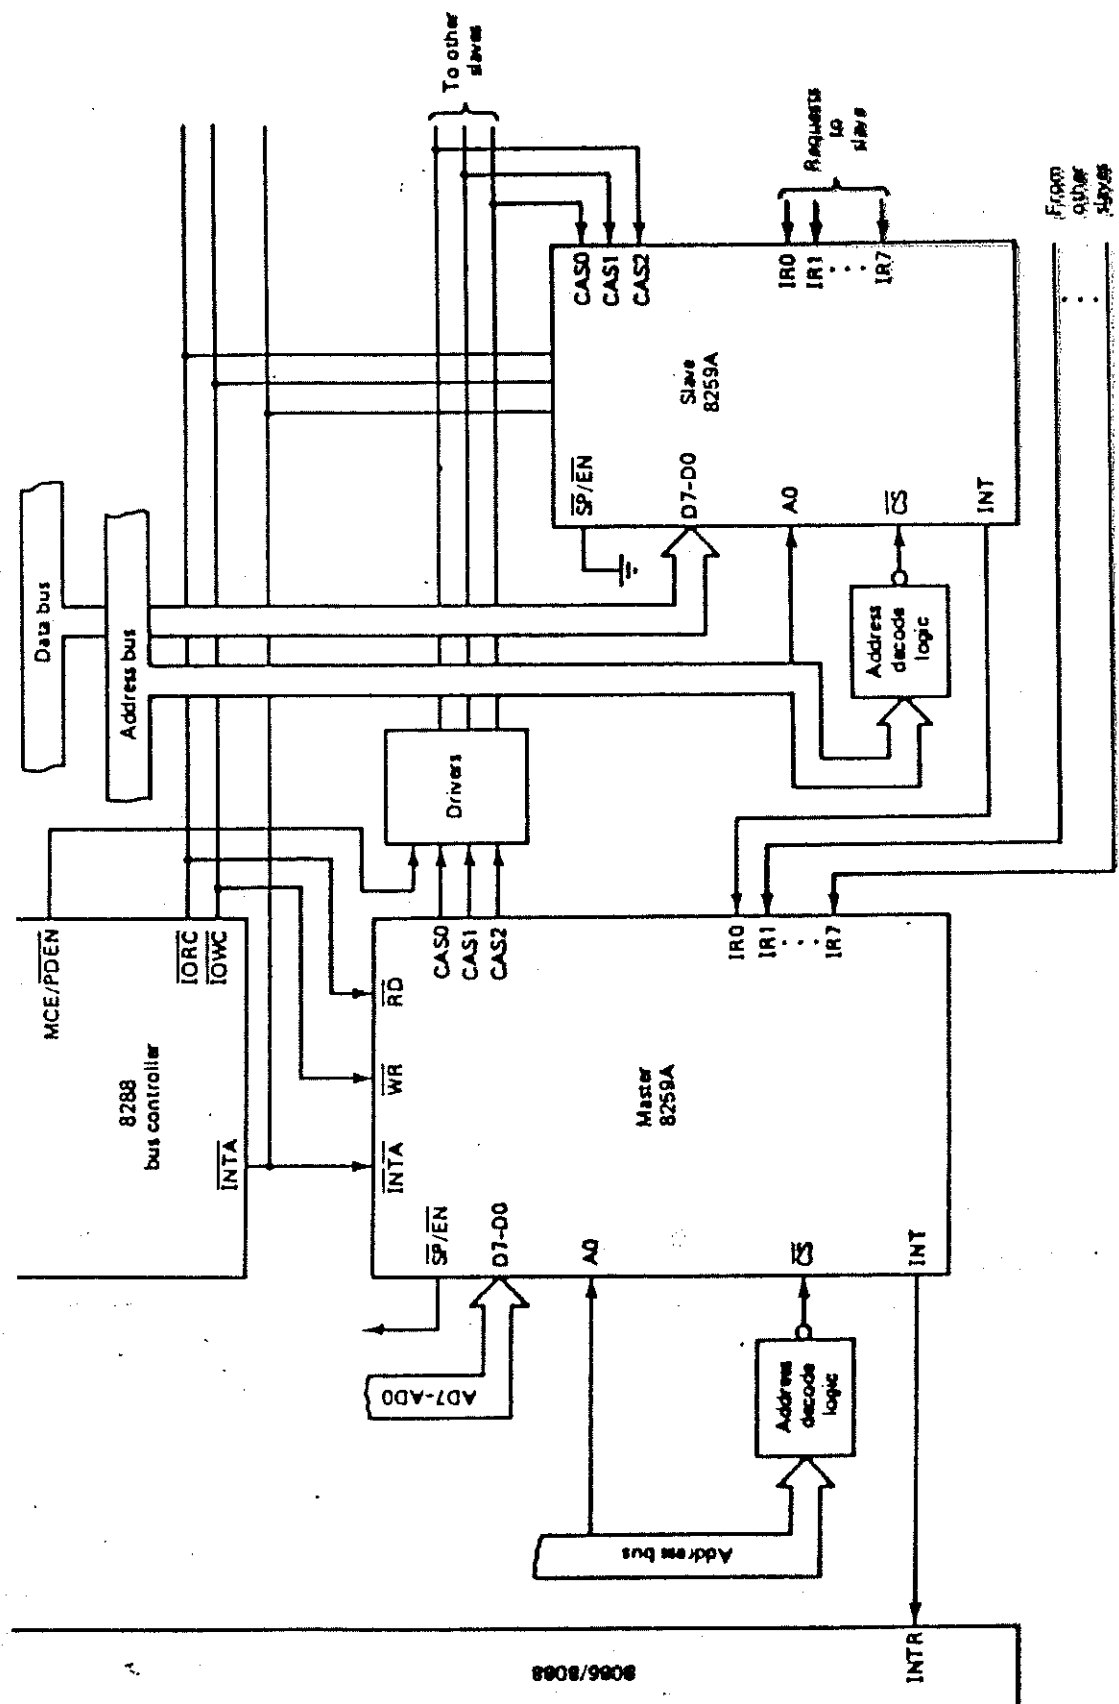 Data bus
Address bus
8288
bus controller
MCE/PDEN
IORC
IOWC
INTA
INTA
WR
RD
SP/EN
D7-D0
A0
CS
INT
CAS0
CAS1
CAS2
IR0
IR1
. . .
IR7
Master
8259A
Drivers
AD7-AD0
Address bus
Address
decode
logic
8086/8088
INTR
To other
slaves
SP/EN
D7-D0
A0
CS
INT
CAS0
CAS1
CAS2
IR0
IR1
. . .
IR7
Slave
8259A
Address
decode
logic
Requests
to
slave
From
other
slaves
. . .